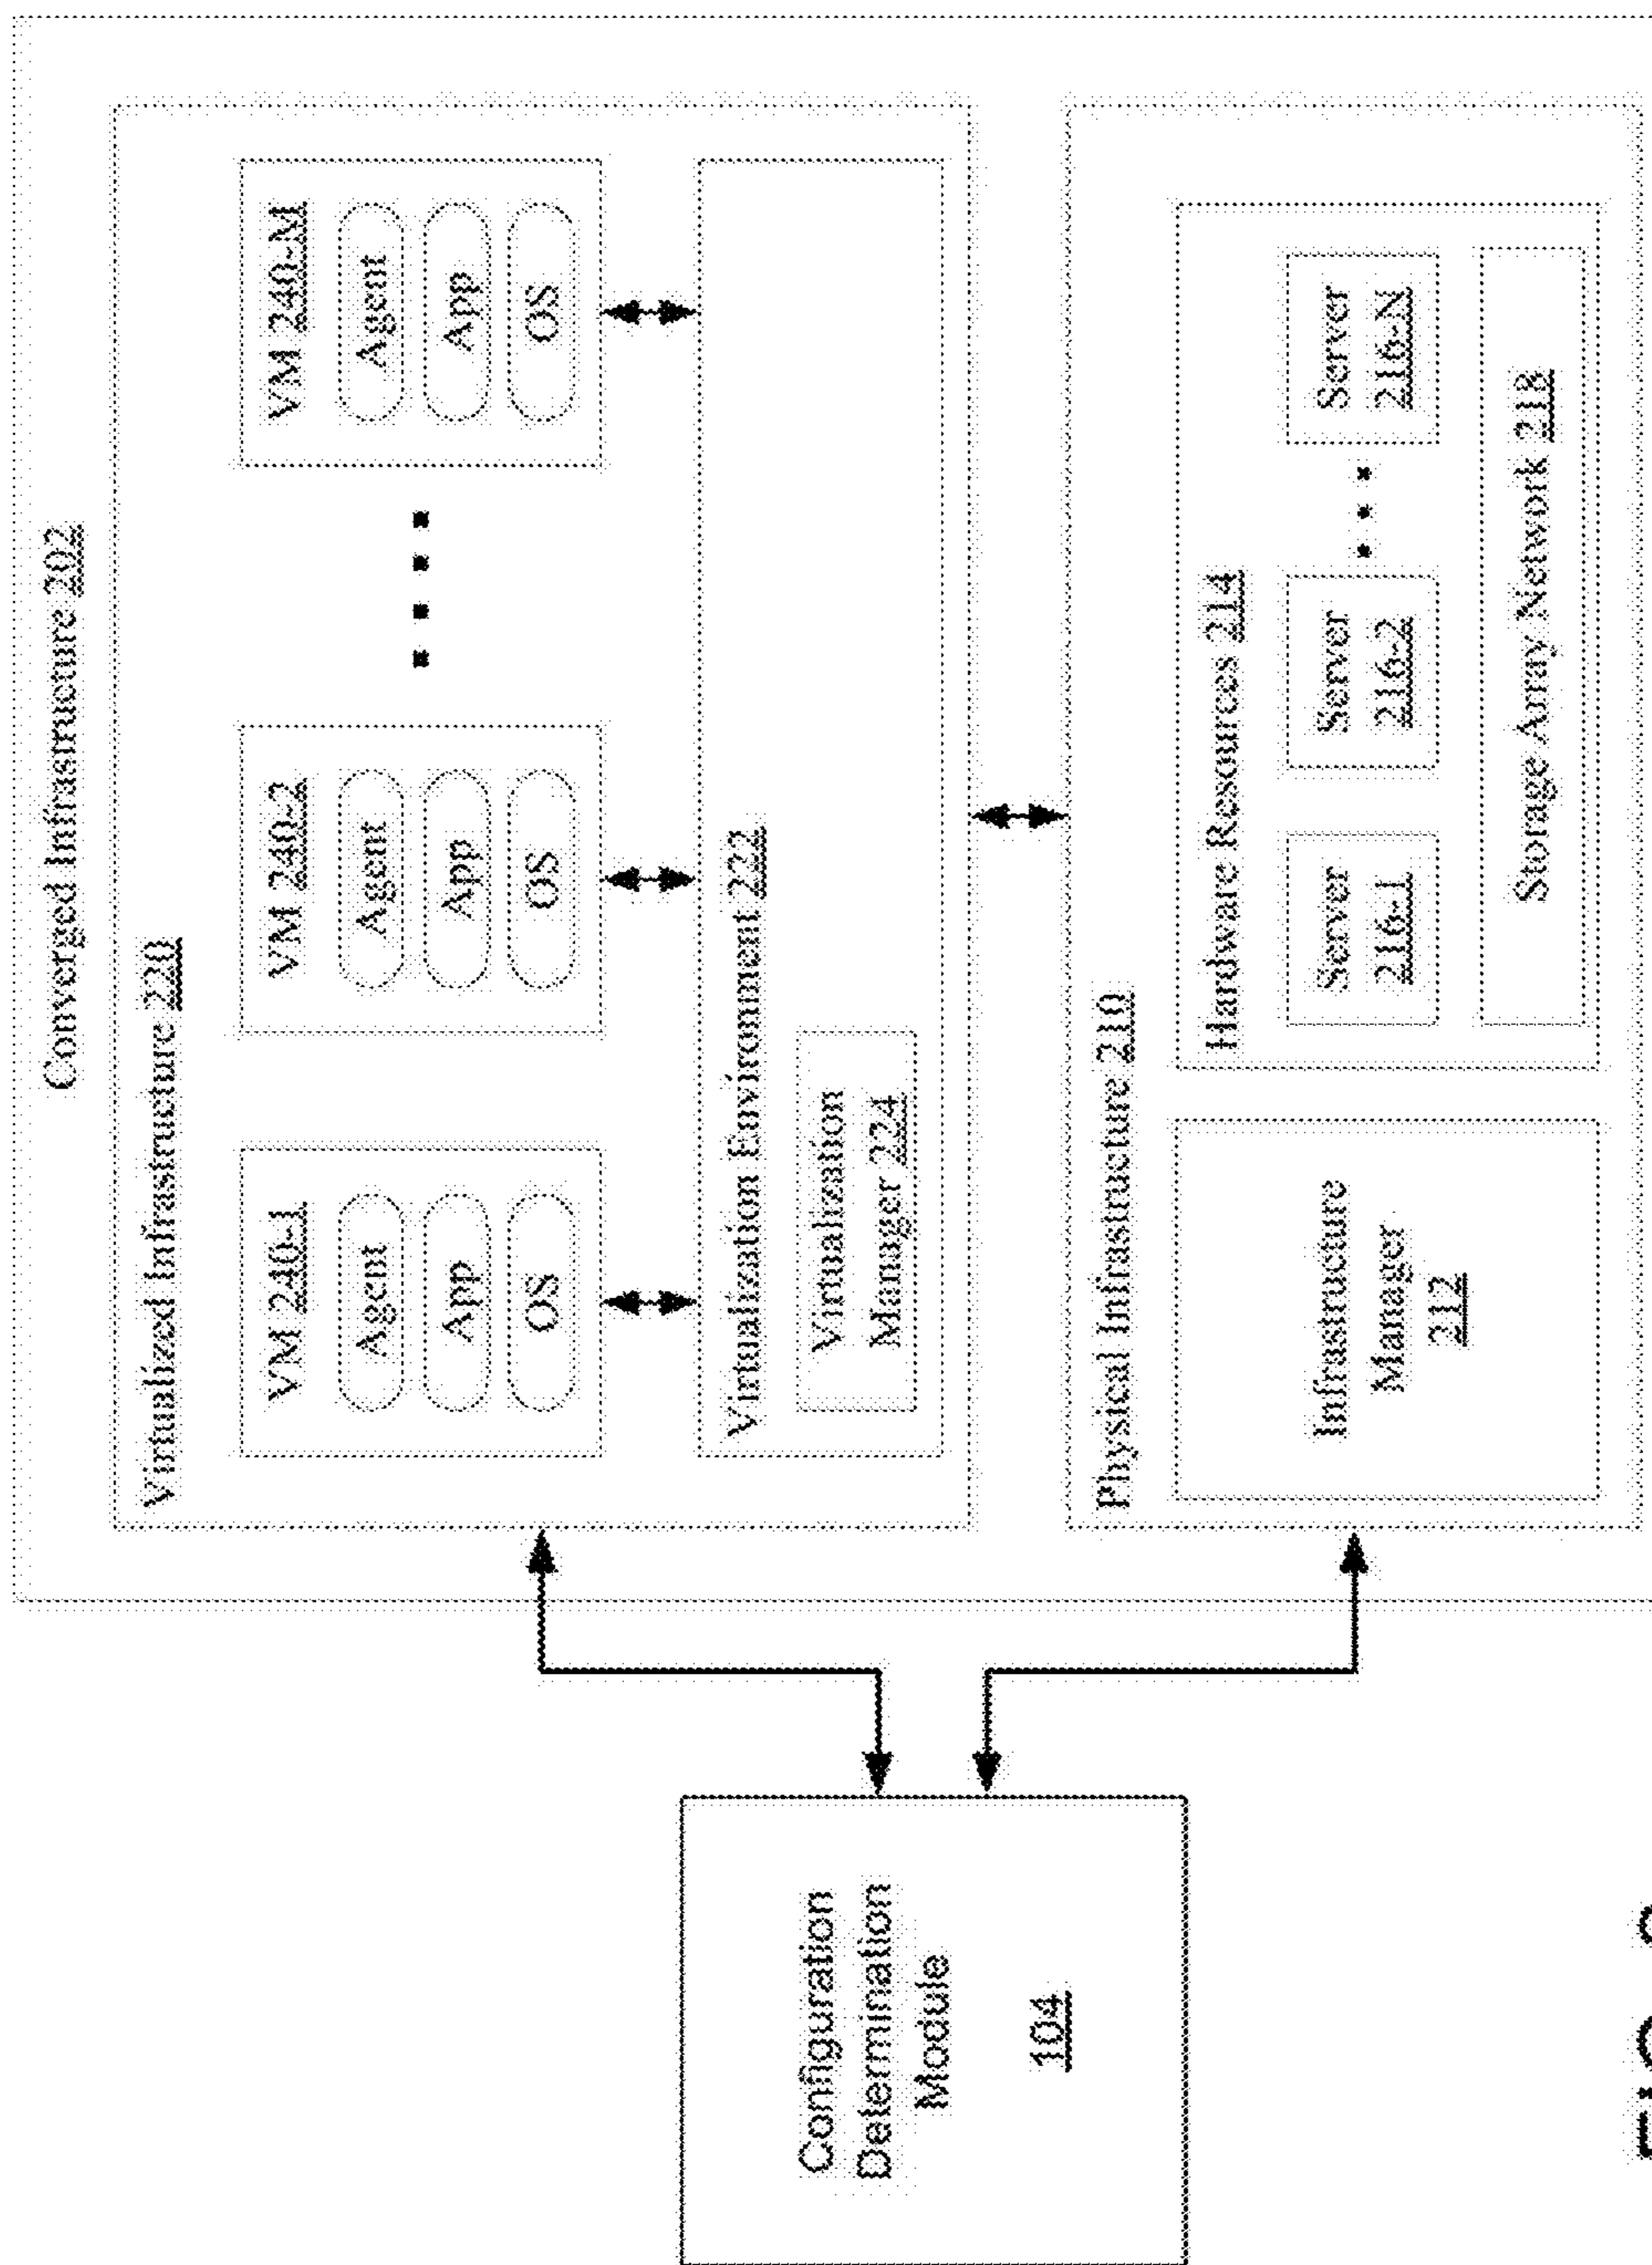 Converged Infrastructure 202
Virtualized Infrastructure 220
VM 240-1
Agent
App
OS
VM 240-2
Agent
App
OS
VM 240-M
Agent
App
OS
Virtualization Environment 222
Virtualization
Manager 224
Physical Infrastructure 210
Infrastructure
Manager
212
Hardware Resources 214
Server
216-1
Server
216-2
Server
216-N
Storage Array Network 218
Configuration
Determination
Module
104